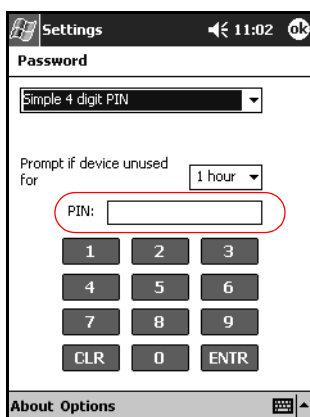 Settings 11:02 ok
Password
Simple 4 digit PIN
Prompt if device unused
for 1 hour
PIN:
1 2 3
4 5 6
7 8 9
CLR 0 ENTR
About Options